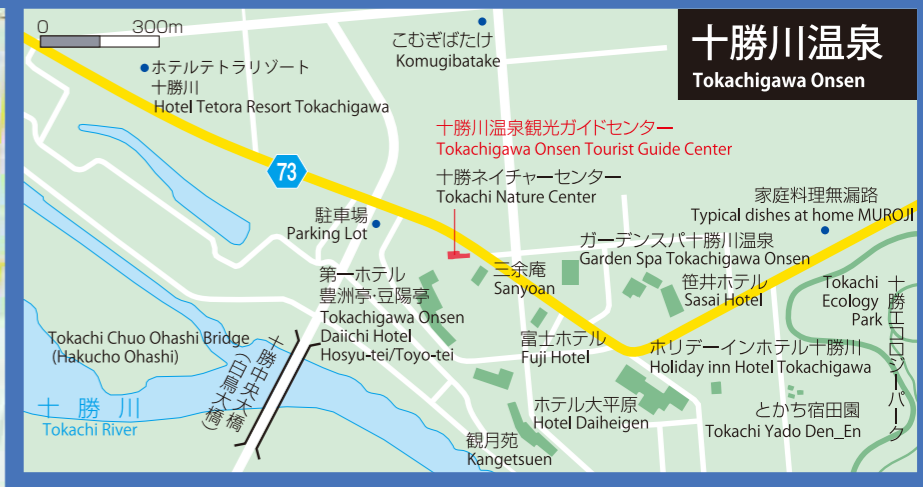 十勝川温泉
Tokachigawa Onsen
0 300m
こむぎばたけ
Komugibatake
ホテルテトラリゾート
十勝川
Hotel Tetora Resort Tokachigawa
十勝川温泉観光ガイドセンター
Tokachigawa Onsen Tourist Guide Center
73
十勝ネイチャーセンター
Tokachi Nature Center
家庭料理無漏路
Typical dishes at home MUROJI
駐車場
Parking Lot
ガーデンスパ十勝川温泉
Garden Spa Tokachigawa Onsen
三余庵
Sanyoan
第一ホテル
豊洲亭・豆陽亭
Tokachigawa Onsen
Daiichi Hotel
Hosyu-tei/Toyo-tei
笹井ホテル
Sasai Hotel
Tokachi
Ecology
Park
十勝エコロジーパーク
Tokachi Chuo Ohashi Bridge
(Hakucho Ohashi)
十勝中央大橋
(白鳥大橋)
富士ホテル
Fuji Hotel
ホリデーインホテル十勝川
Holiday inn Hotel Tokachigawa
十勝川
Tokachi River
ホテル大平原
Hotel Daiheigen
とかち宿田園
Tokachi Yado Den_En
観月苑
Kangetsuen